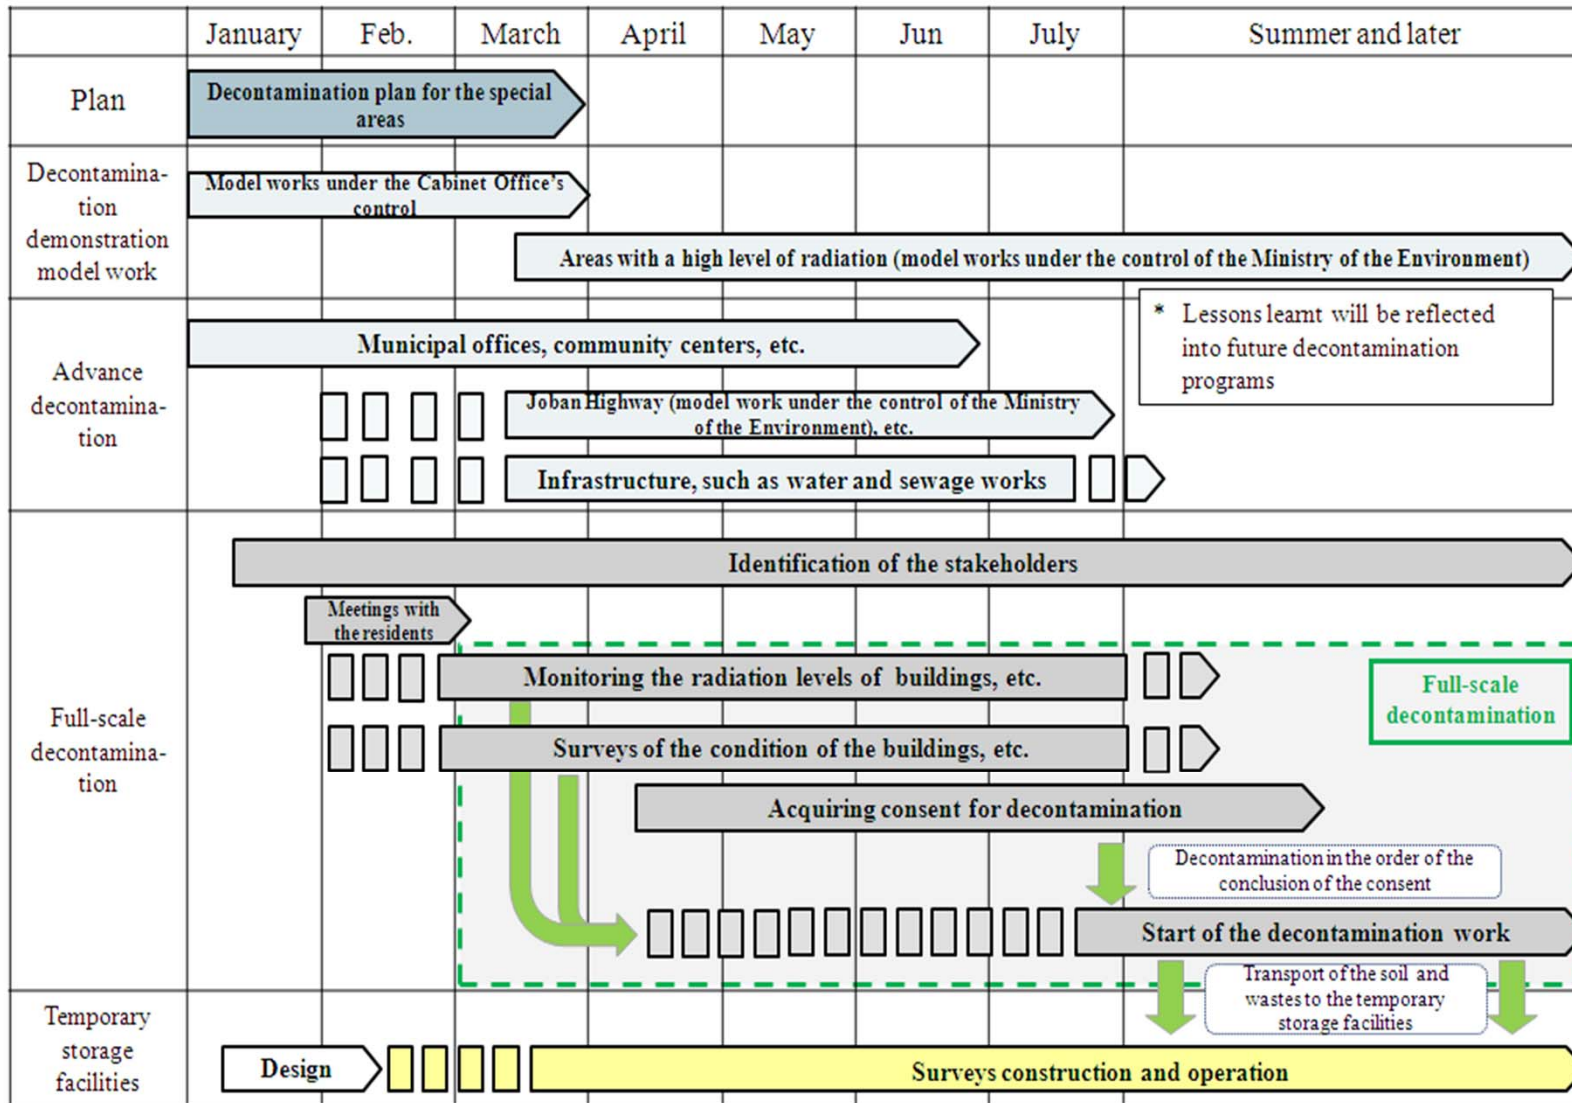 January Feb. March April May Jun July Summer and later
Plan
Decontamination plan for the special
areas
Decontamina-
tion
demonstration
model work
Model works under the Cabinet Office's
control
Areas with a high level of radiation (model works under the control of the Ministry of the Environment)
* Lessons learnt will be reflected
into future decontamination
programs
Advance
decontamina-
tion
Municipal offices, community centers, etc.
Joban Highway (model work under the control of the Ministry
of the Environment), etc.
Infrastructure, such as water and sewage works
Full-scale
decontamina-
tion
Identification of the stakeholders
Meetings with
the residents
Monitoring the radiation levels of buildings, etc.
Full-scale
decontamination
Surveys of the condition of the buildings, etc.
Acquiring consent for decontamination
Decontamination in the order of the
conclusion of the consent
Start of the decontamination work
Transport of the soil and
wastes to the temporary
storage facilities
Temporary
storage
facilities
Design
Surveys construction and operation